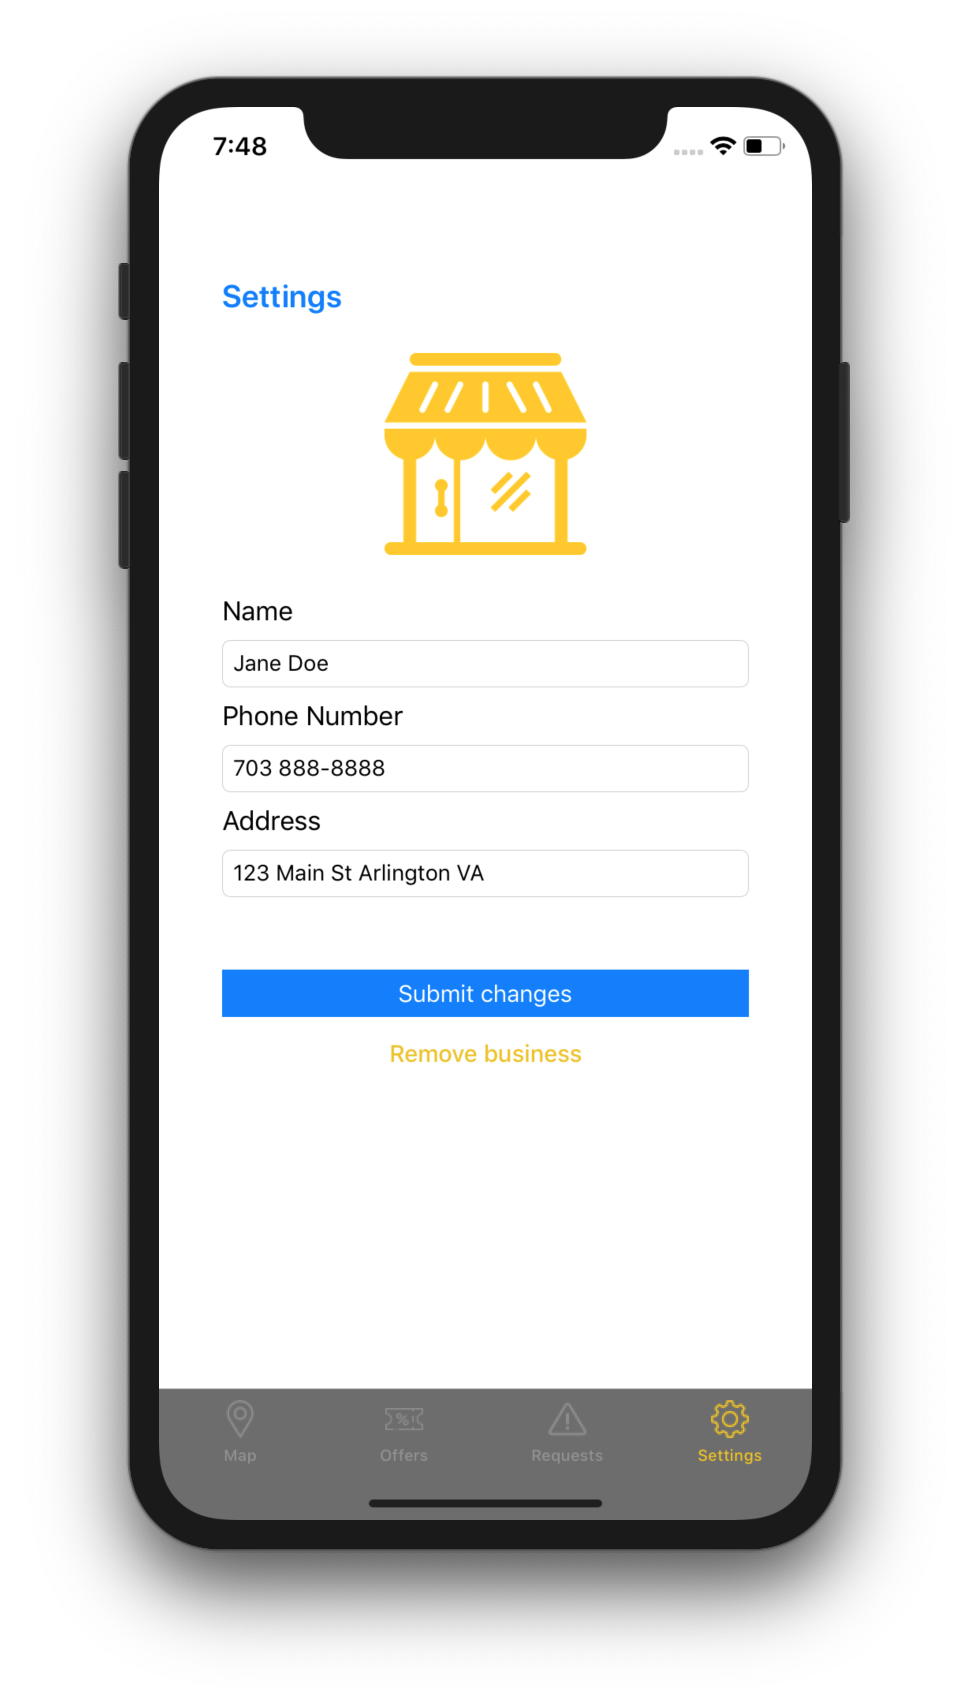 7:48
Settings
Name
Jane Doe
Phone Number
703 888-8888
Address
123 Main St Arlington VA
Submit changes
Remove business
Map
Offers
Requests
Settings